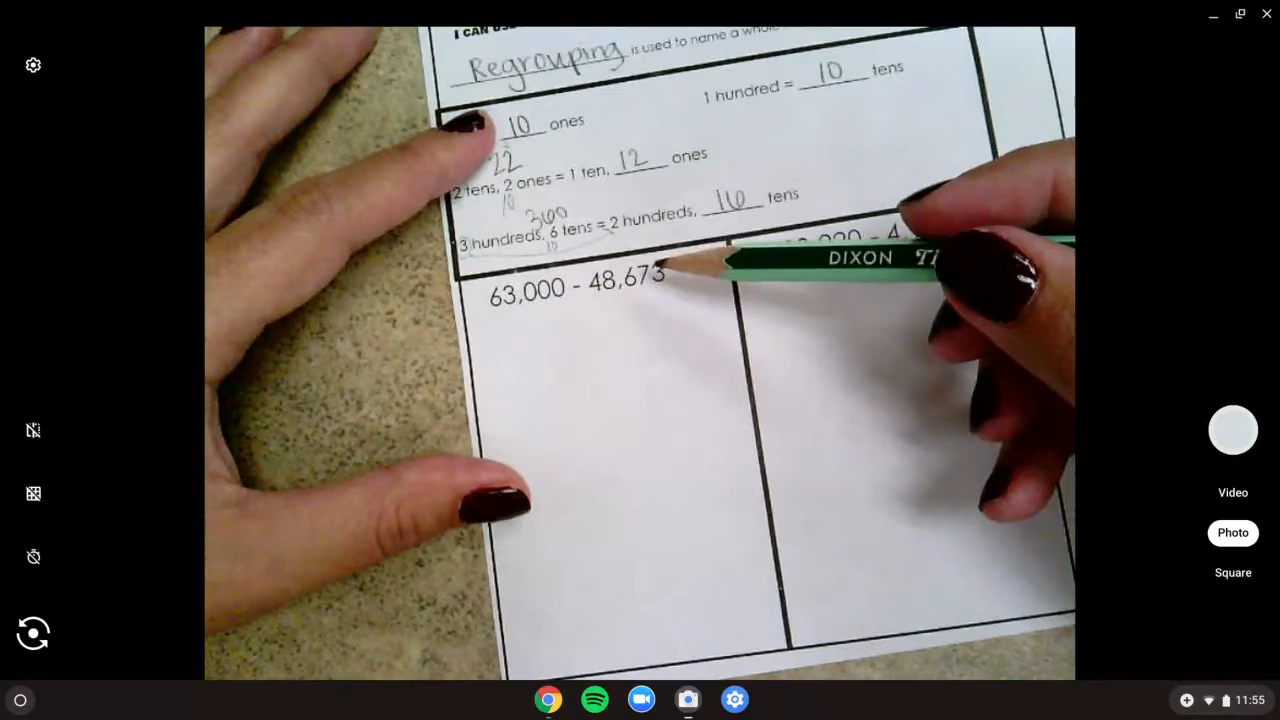 I CAN
Regrouping is used to name a whole
10 ones
1 hundred = 10 tens
22
2 tens, 2 ones = 1 ten, 12 ones
10
360
3 hundreds, 6 tens = 2 hundreds, 16 tens
10
63,000 - 48,673
DIXON
Video
Photo
Square
11:55